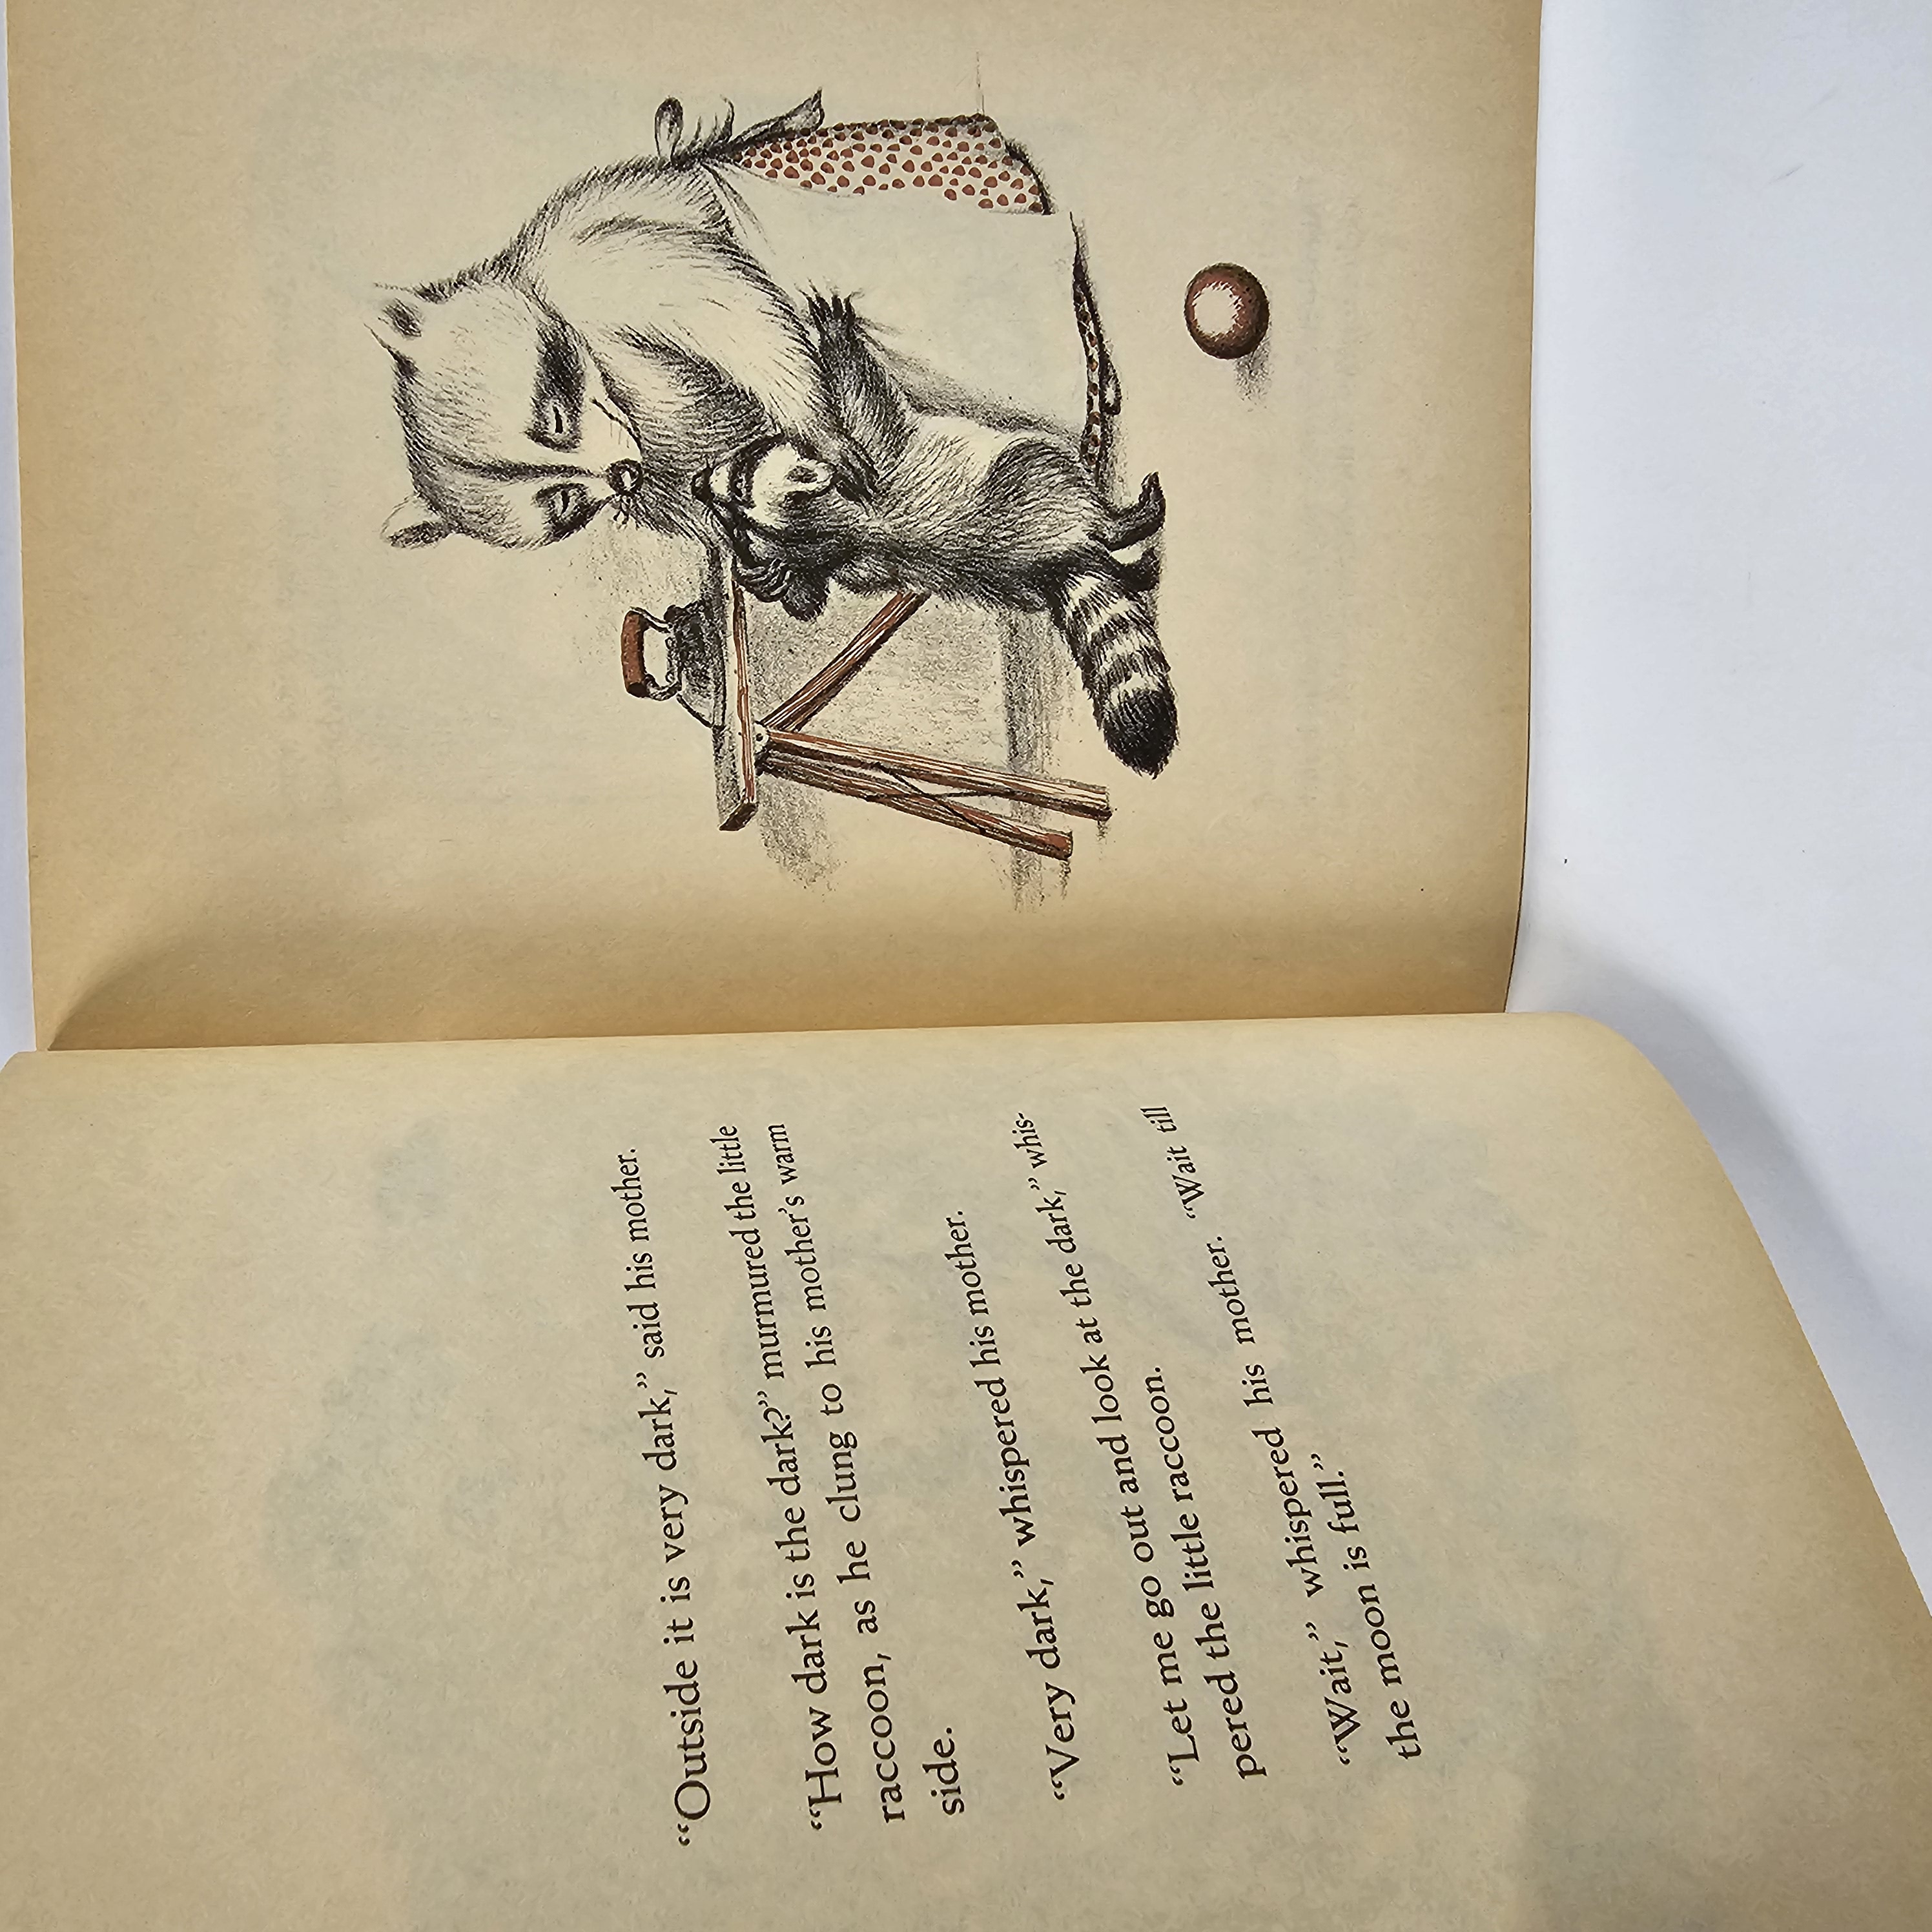 “Outside it is very dark,” said his mother.
“How dark is the dark?” murmured the little
raccoon, as he clung to his mother’s warm
side.
“Very dark,” whispered his mother.
“Let me go out and look at the dark,” whis-
pered the little raccoon.
“Wait,” whispered his mother. “Wait till
the moon is full.”